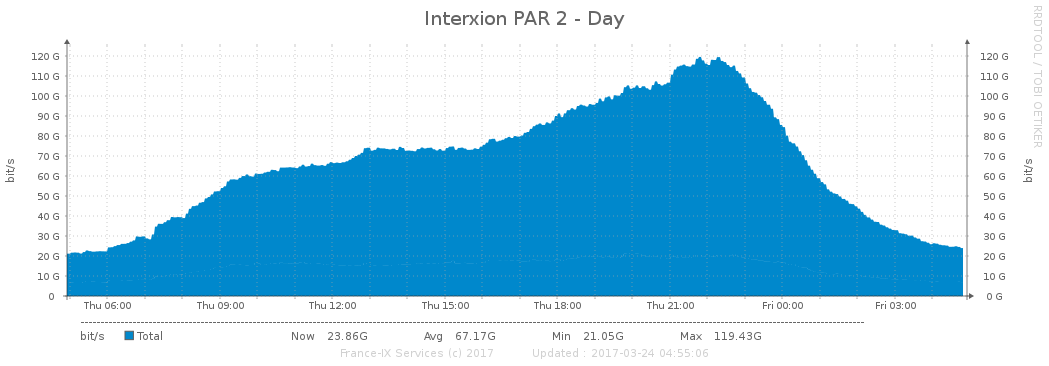 Interxion PAR 2 - Day
RRDTOOL / TOBI OETIKER
bit/s
bit/s
120 G 120 G
110 G 110 G
100 G 100 G
90 G 90 G
80 G 80 G
70 G 70 G
60 G 60 G
50 G 50 G
40 G 40 G
30 G 30 G
20 G 20 G
10 G 10 G
0 0 G
Thu 06:00 Thu 09:00 Thu 12:00 Thu 15:00 Thu 18:00 Thu 21:00 Fri 00:00 Fri 03:00
bit/s Total Now 23.86G Avg 67.17G Min 21.05G Max 119.43G
France-IX Services (c) 2017 Updated : 2017-03-24 04:55:06